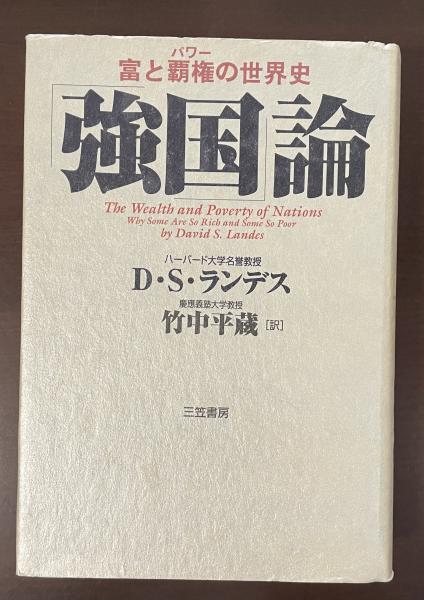 パワー
富と覇権の世界史
「強国」論
The Wealth and Poverty of Nations
Why Some Are So Rich and Some So Poor
by David S. Landes
ハーバード大学名誉教授
D・S・ランデス
慶應義塾大学教授
竹中平蔵[訳]
三笠書房